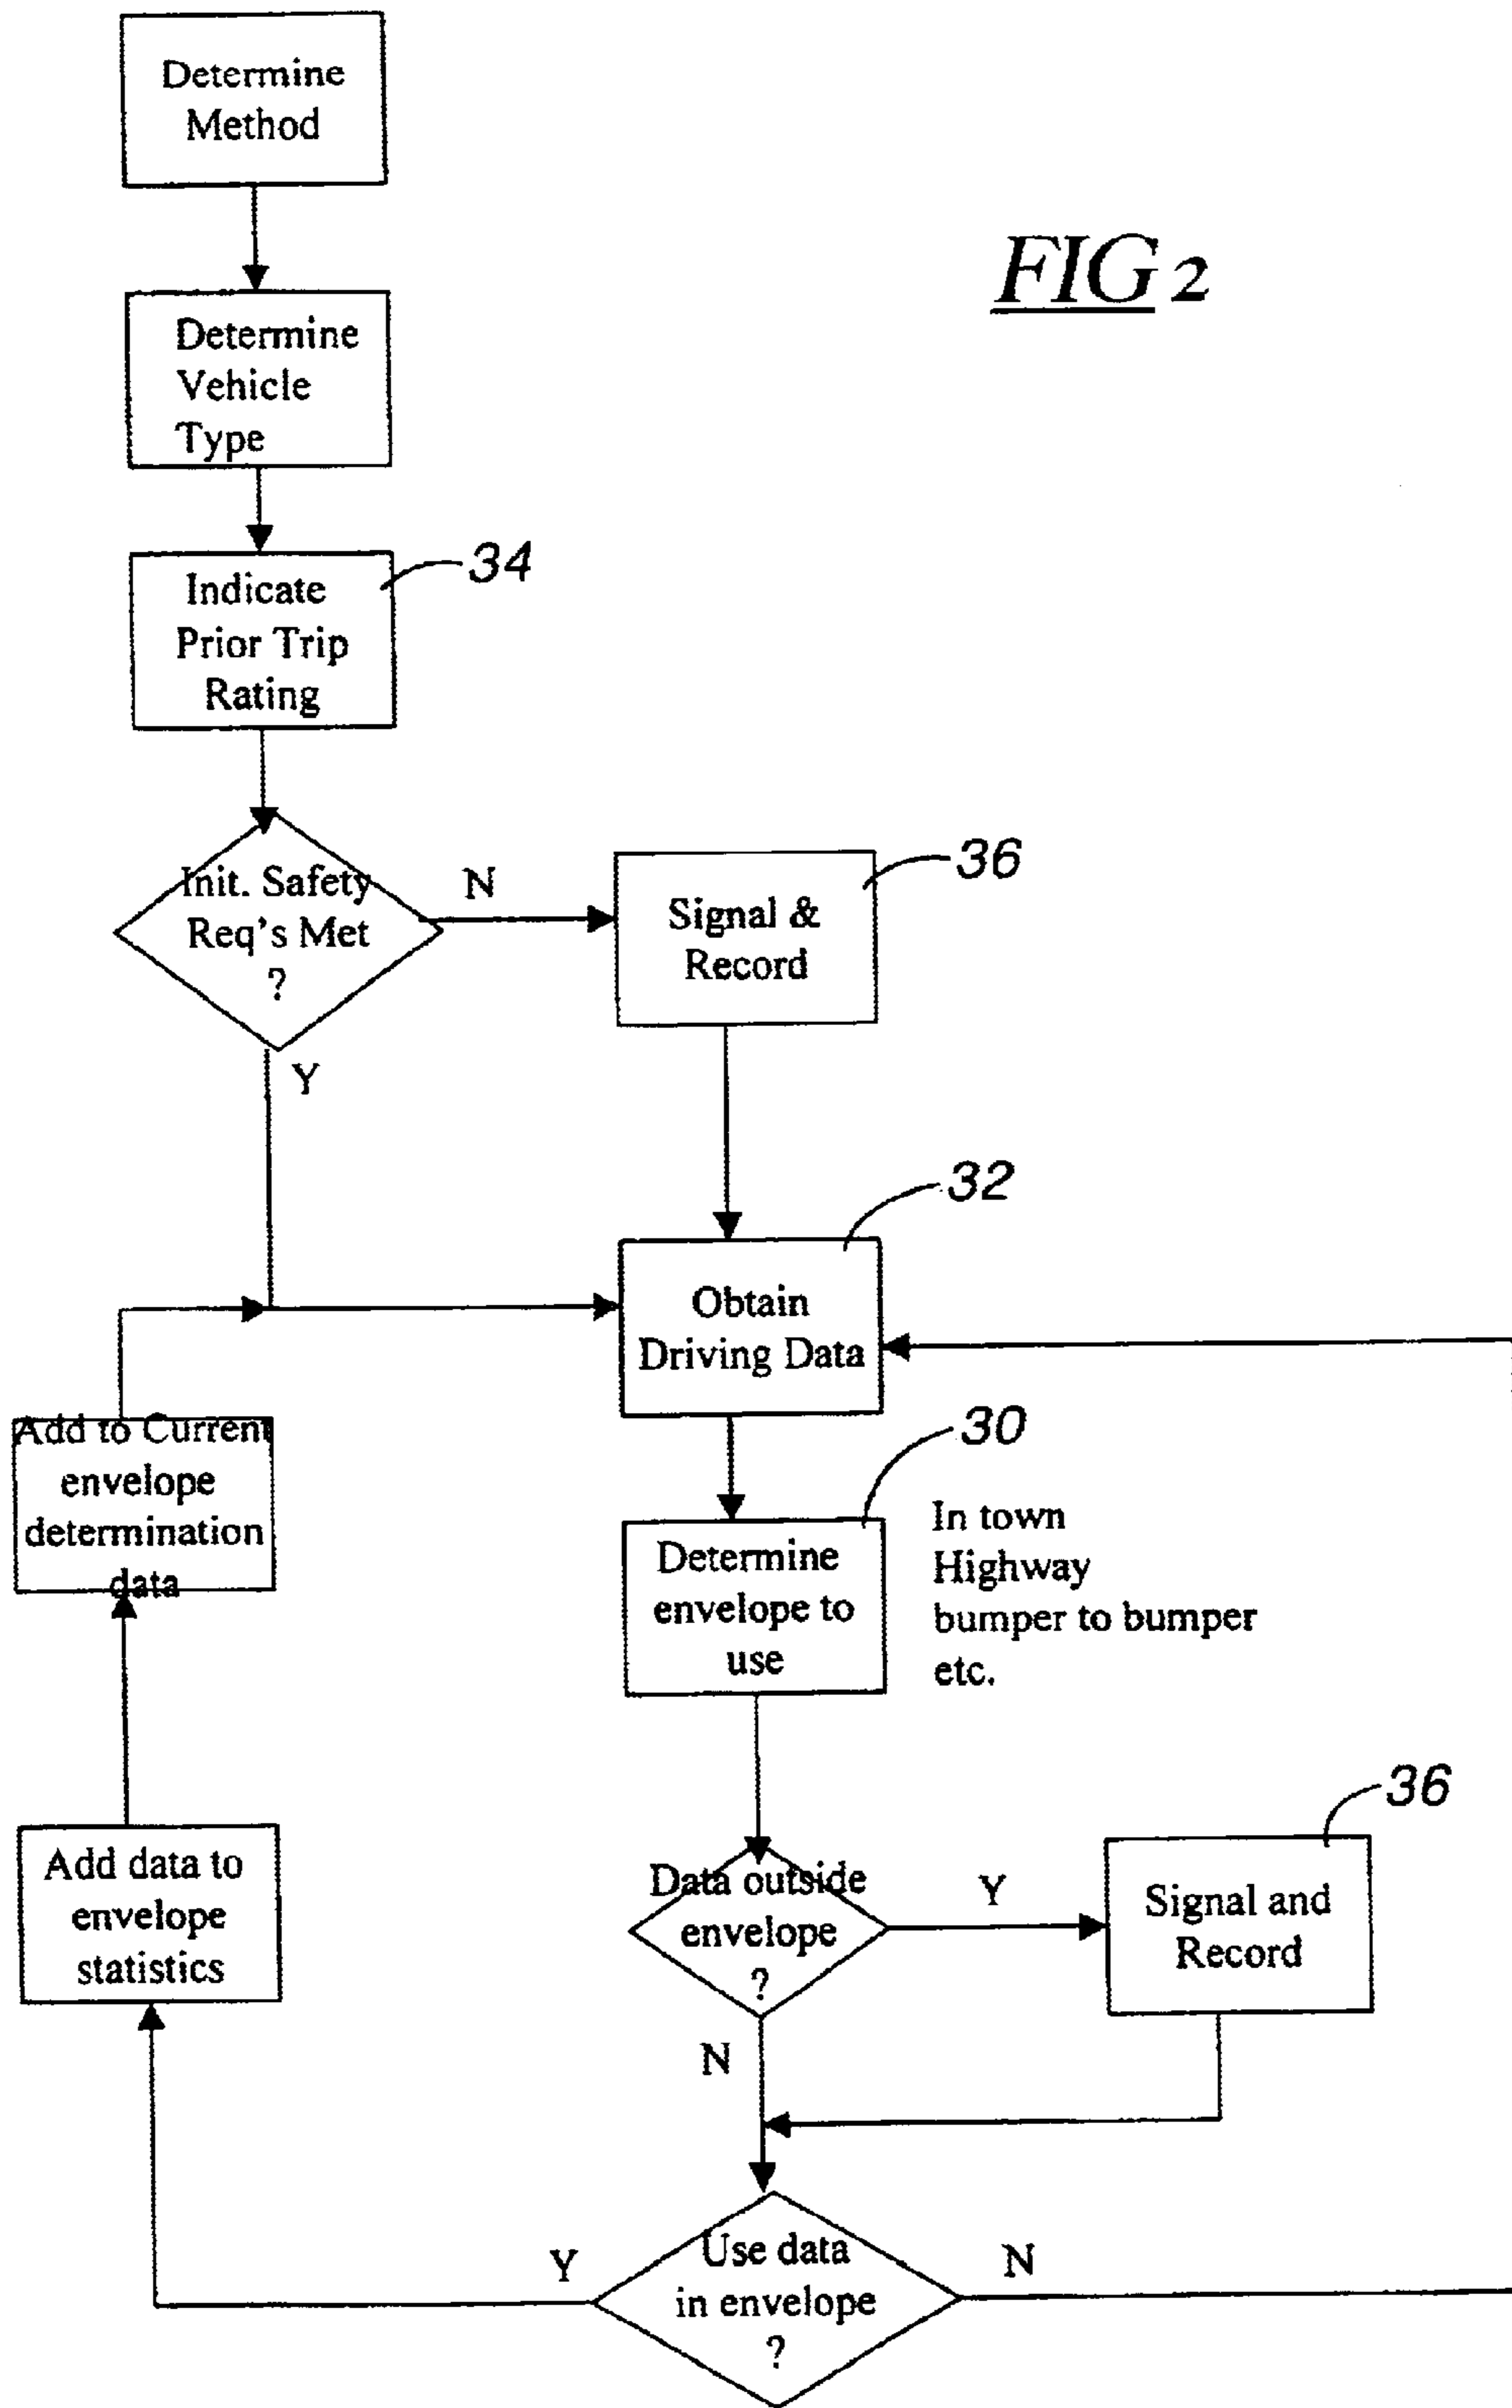 Determine
Method
FIG 2
Determine
Vehicle
Type
34
Indicate
Prior Trip
Rating
Init. Safety
Req's Met
?
N
Y
36
Signal &
Record
32
Obtain
Driving Data
30
Determine
envelope to
use
In town
Highway
bumper to bumper
etc.
Add to Current
envelope
determination
data
Add data to
envelope
statistics
Data outside
envelope
?
Y
N
36
Signal and
Record
Use data
in envelope
?
Y
N